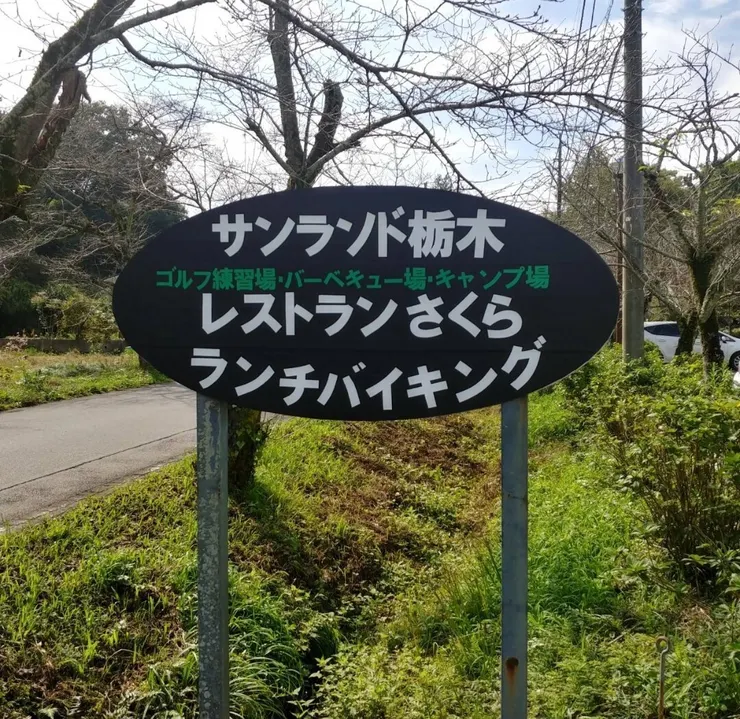 サンランド栃木
ゴルフ練習場・バーベキュー場・キャンプ場
レストランさくら
ランチバイキング